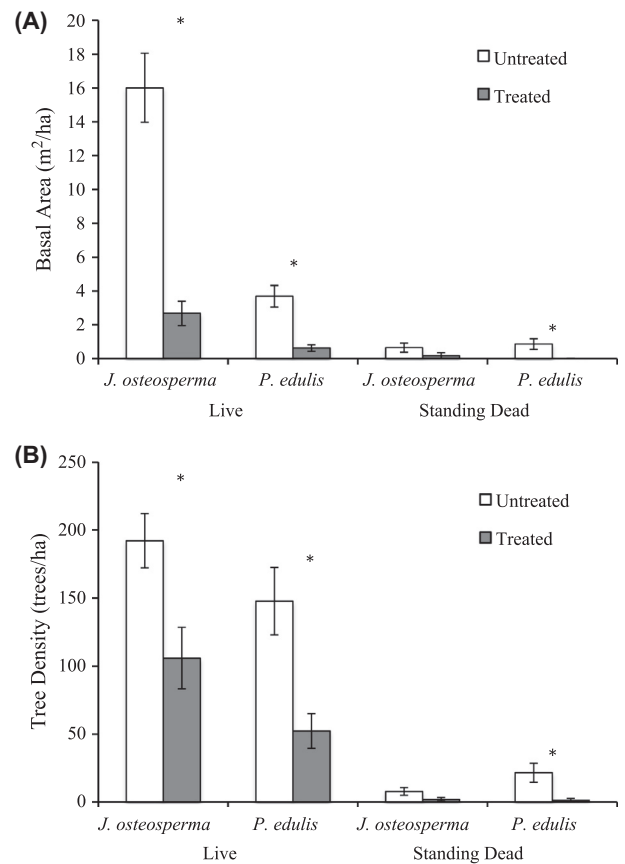 (A)
*
Untreated
Treated
Basal Area (m²/ha)
20
18
16
14
12
10
8
6
4
2
0
*
*
J. osteosperma P. edulis J. osteosperma P. edulis
Live Standing Dead
(B)
*
Untreated
Treated
Tree Density (trees/ha)
250
200
150
100
50
0
*
*
J. osteosperma P. edulis J. osteosperma P. edulis
Live Standing Dead